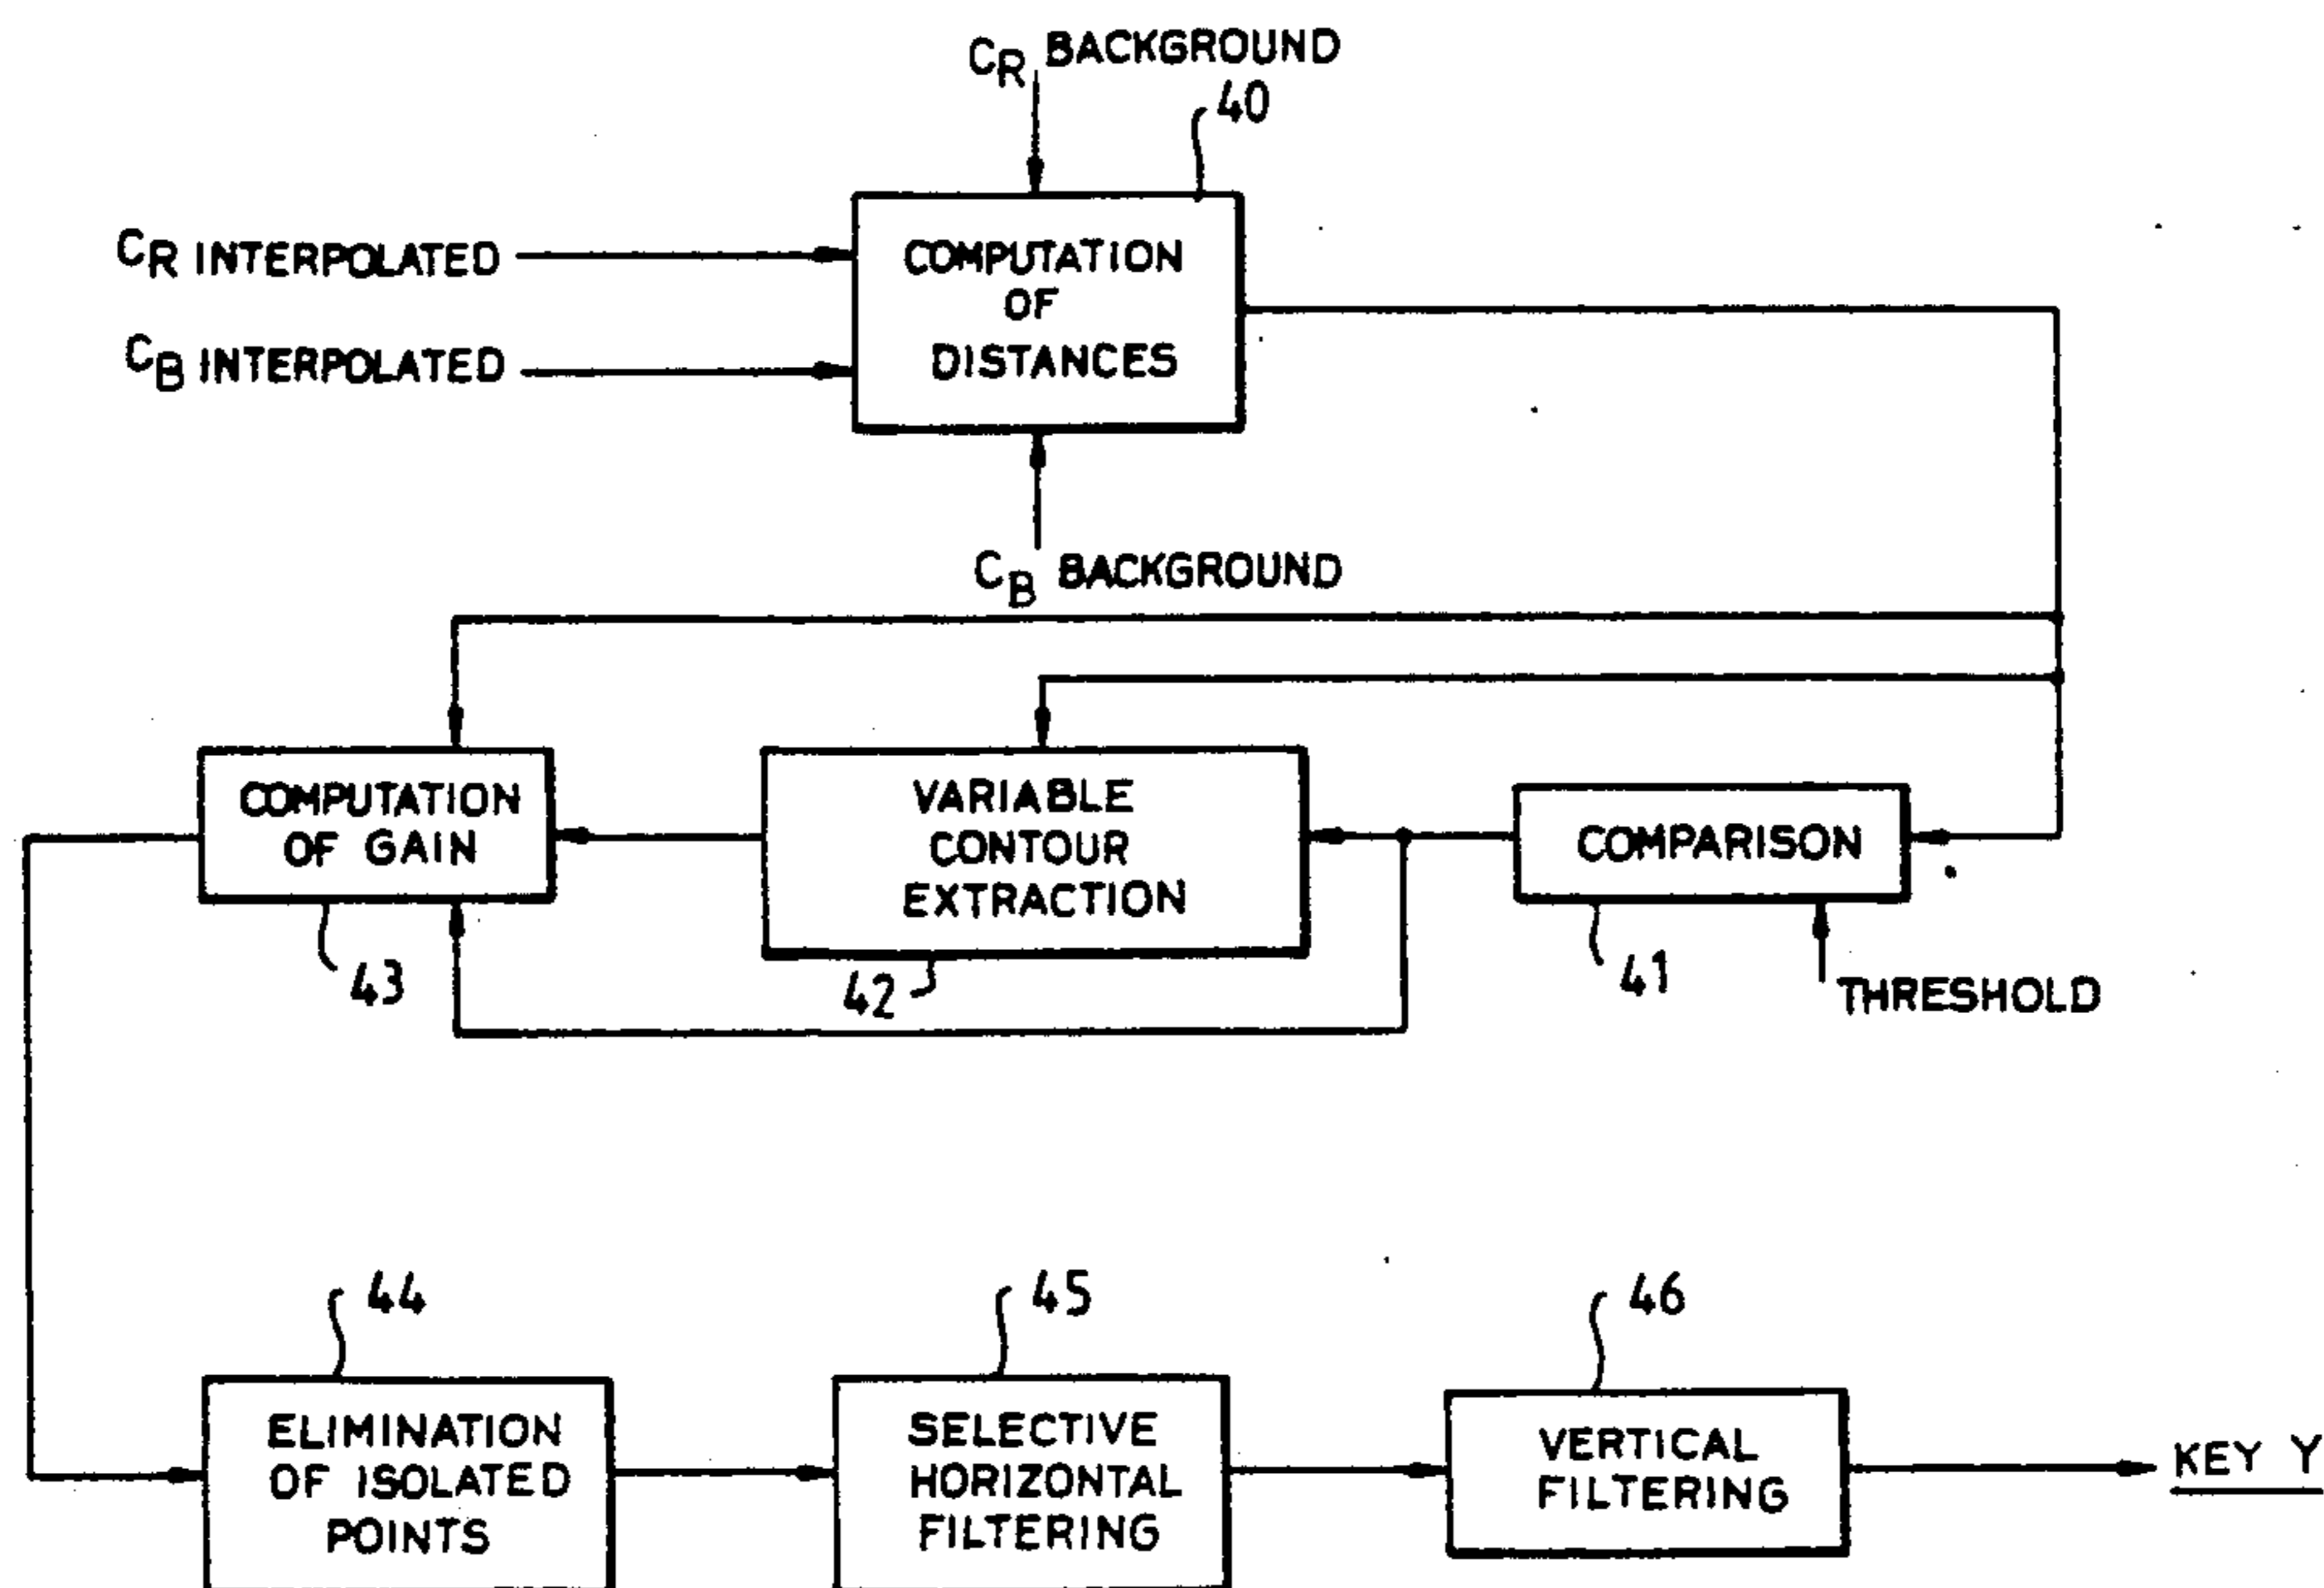 CR BACKGROUND
40
CR INTERPOLATED
CB INTERPOLATED
COMPUTATION
OF
DISTANCES
CB BACKGROUND
COMPUTATION
OF GAIN
43
VARIABLE
CONTOUR
EXTRACTION
42
COMPARISON
41
THRESHOLD
44
ELIMINATION
OF ISOLATED
POINTS
45
SELECTIVE
HORIZONTAL
FILTERING
46
VERTICAL
FILTERING
KEY Y